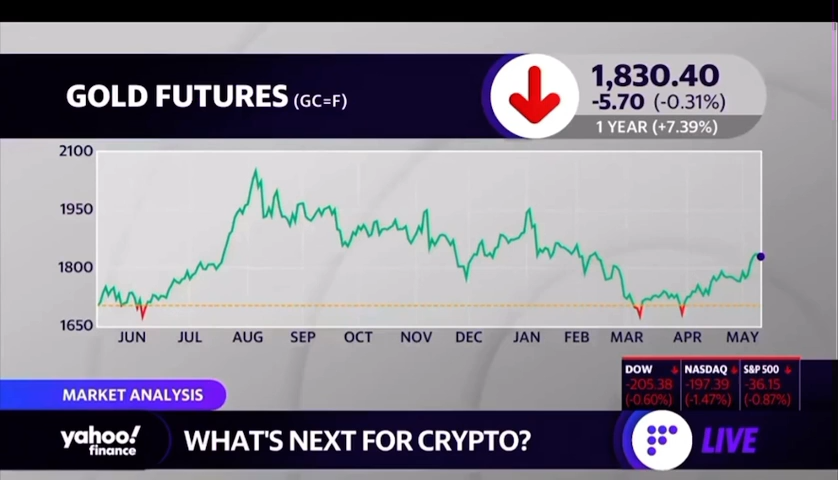 GOLD FUTURES (GC=F)
1,830.40
-5.70 (-0.31%)
1 YEAR (+7.39%)
2100
1950
1800
1650
JUN JUL AUG SEP OCT NOV DEC JAN FEB MAR APR MAY
DOW NASDAQ S&P 500
-205.38 -197.39 -36.15
(-0.60%) (-1.47%) (-0.87%)
MARKET ANALYSIS
yahoo!
finance
WHAT'S NEXT FOR CRYPTO?
LIVE